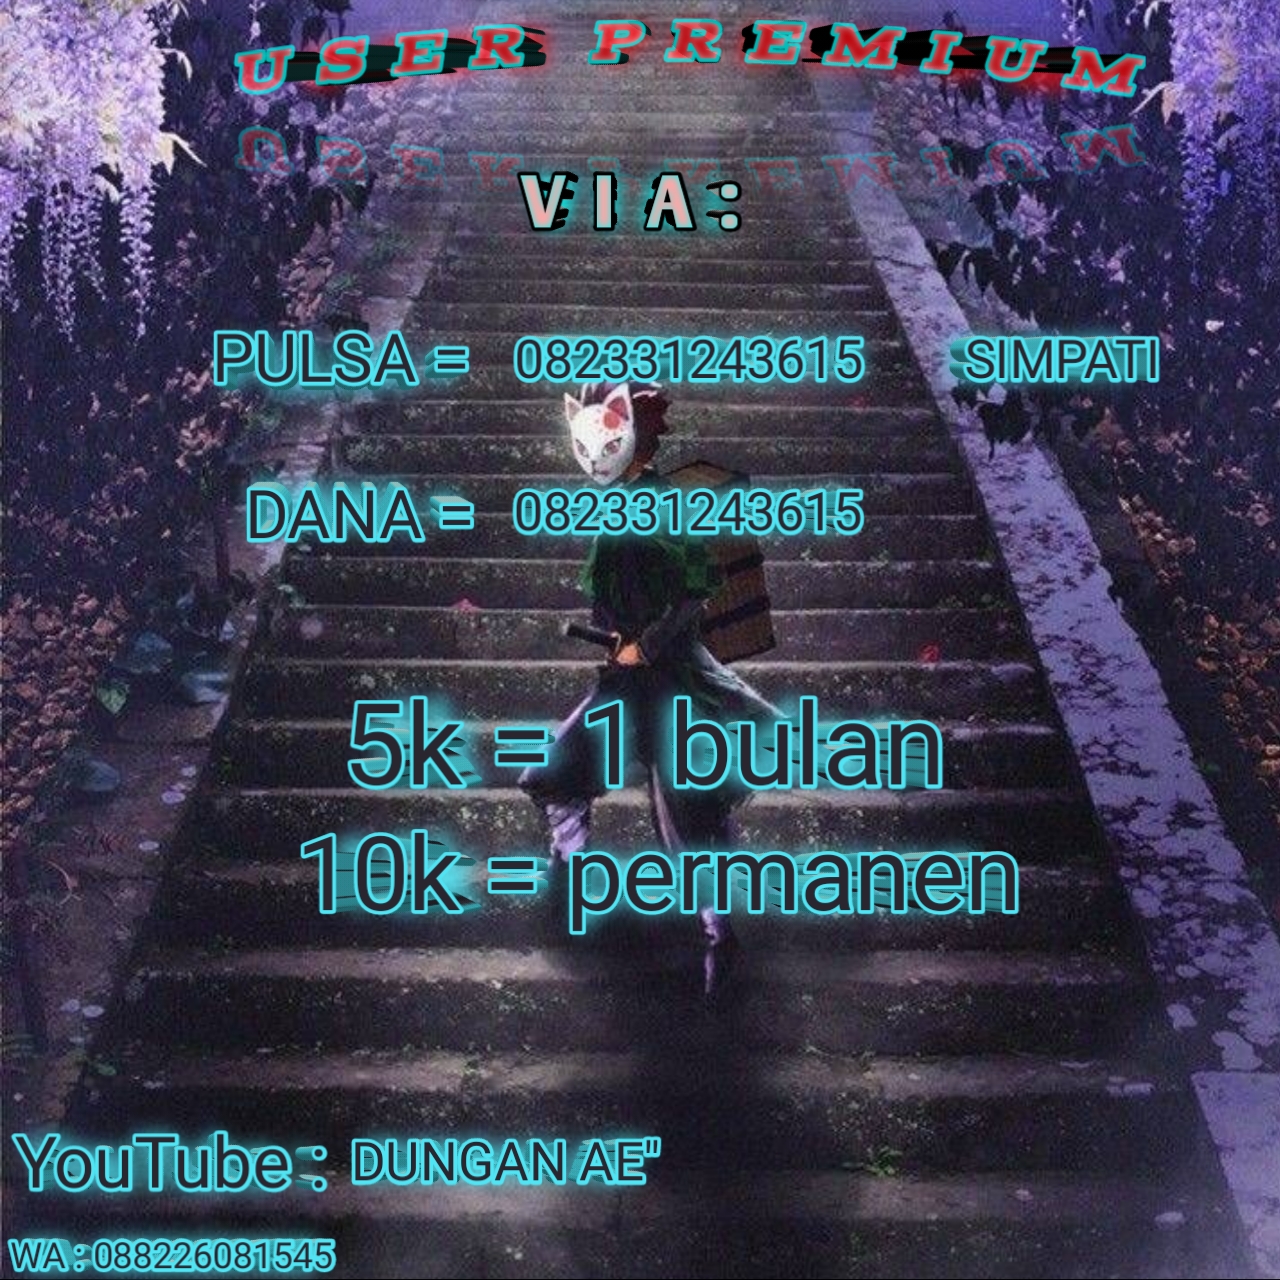 USER PREMIUM
VIA:
PULSA = 082331243615 SIMPATI
DANA = 082331243615
5k = 1 bulan
10k = permanen
YouTube : DUNGAN AE"
WA : 088226081545